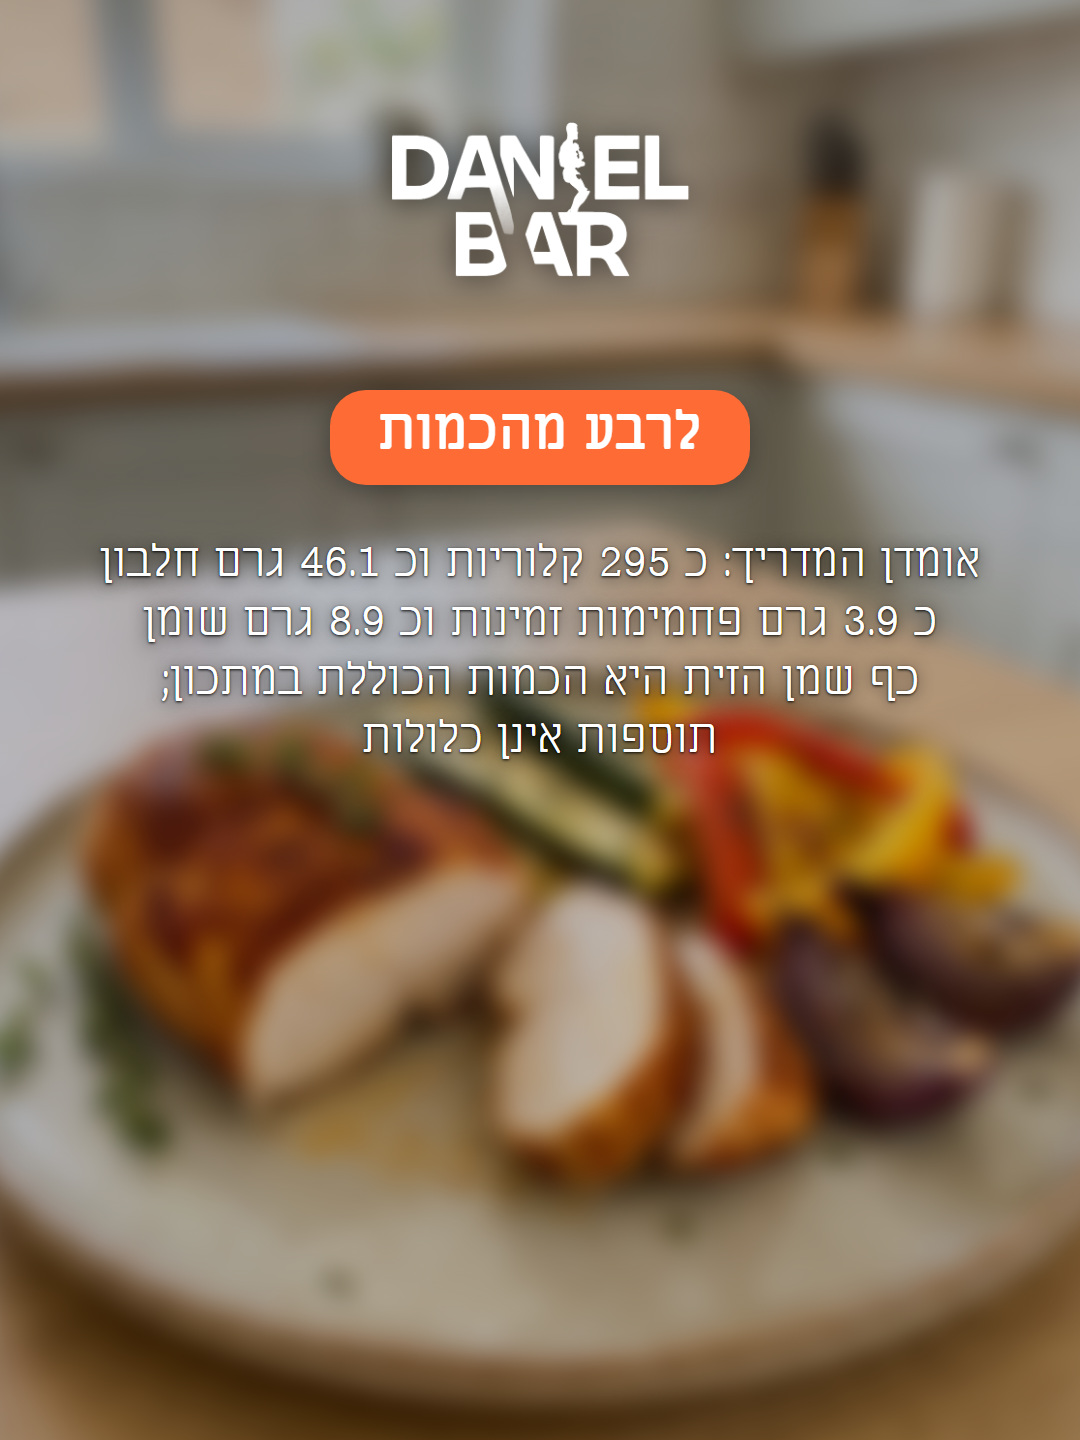 DANIEL
BAR
לרבע מהכמות
אומדן המדריך: כ 295 קלוריות וכ 46.1 גרם חלבון
כ 3.9 גרם פחמימות זמינות וכ 8.9 גרם שומן
כף שמן הזית היא הכמות הכוללת במתכון;
תוספות אינן כלולות